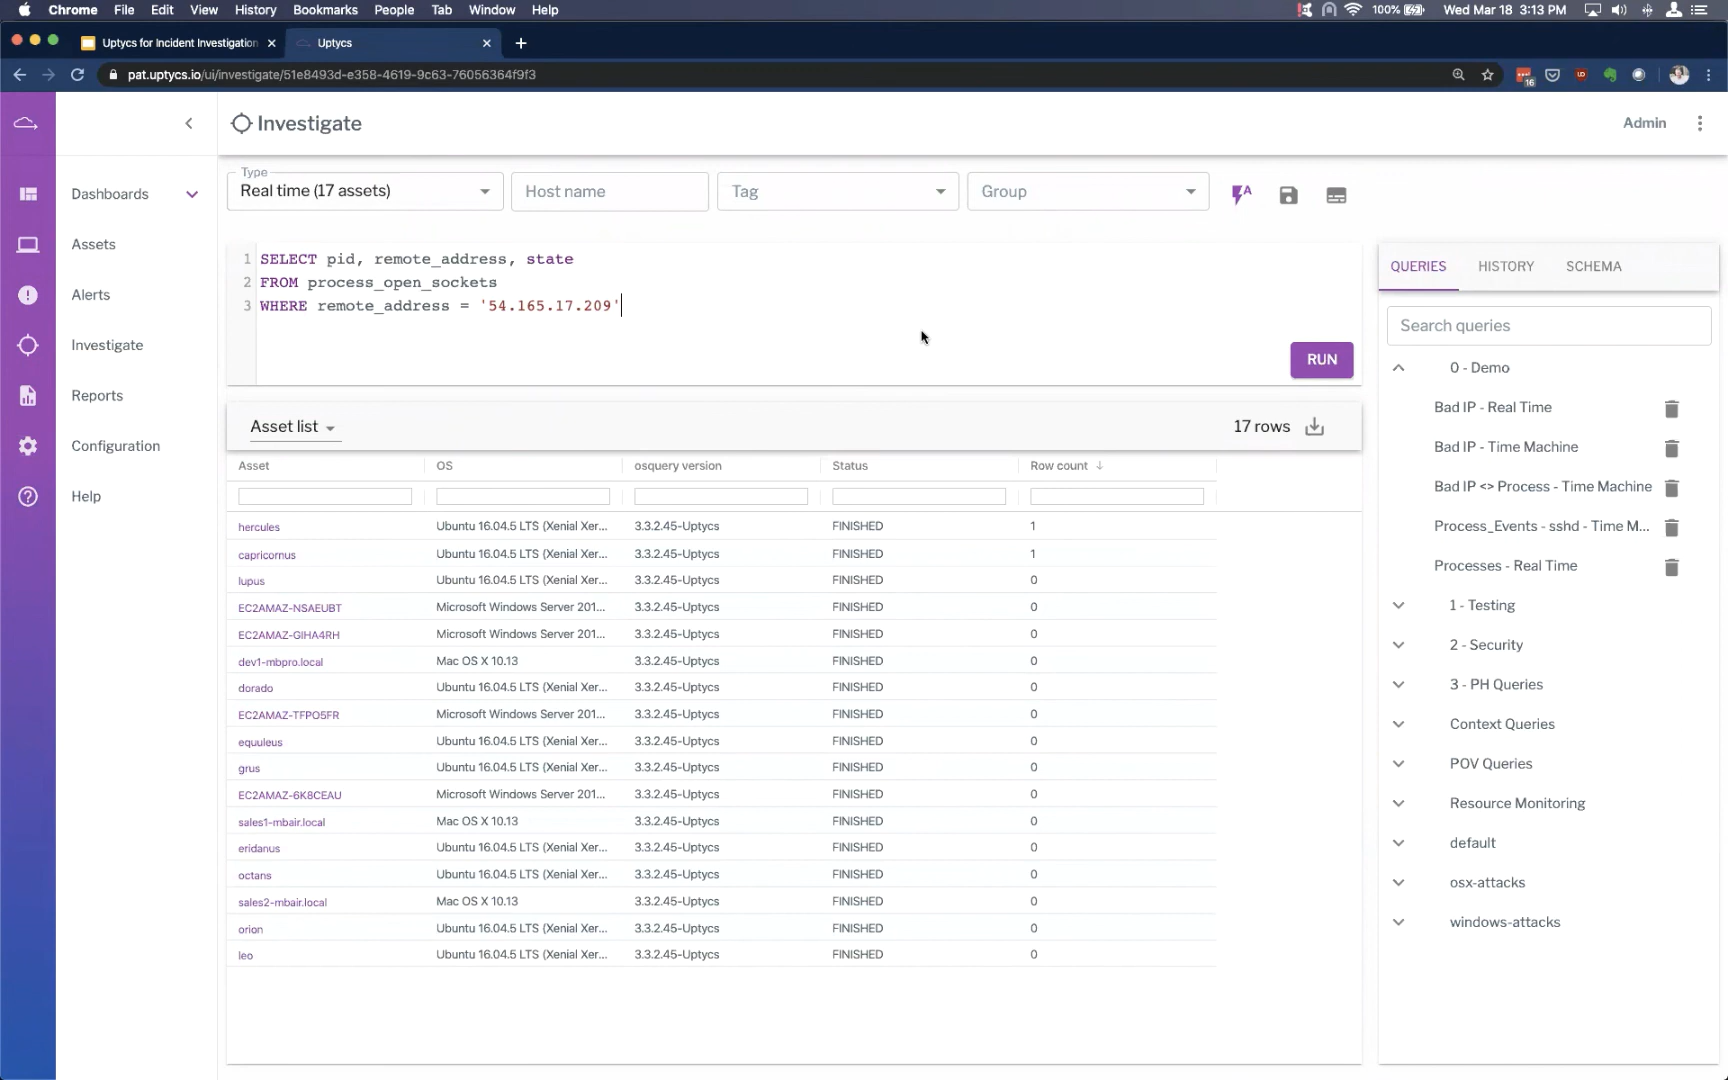 Chrome File Edit View History Bookmarks People Tab Window Help 100% Wed Mar 18 3:13 PM
Uptycs for Incident Investigation Uptycs
pat.uptycs.io/ui/investigate/51e8493d-e358-4619-9c63-76056364f9f3 16
Investigate Admin
Type
Real time (17 assets) Host name Tag Group
Dashboards
Assets
Alerts
Investigate
Reports
Configuration
Help
1 SELECT pid, remote_address, state
2 FROM process_open_sockets
3 WHERE remote_address = '54.165.17.209'
RUN
Asset list 17 rows
Asset OS osquery version Status Row count
hercules Ubuntu 16.04.5 LTS (Xenial Xer... 3.3.2.45-Uptycs FINISHED 1
capricornus Ubuntu 16.04.5 LTS (Xenial Xer... 3.3.2.45-Uptycs FINISHED 1
lupus Ubuntu 16.04.5 LTS (Xenial Xer... 3.3.2.45-Uptycs FINISHED 0
EC2AMAZ-NSAEUBT Microsoft Windows Server 201... 3.3.2.45-Uptycs FINISHED 0
EC2AMAZ-GIHA4RH Microsoft Windows Server 201... 3.3.2.45-Uptycs FINISHED 0
dev1-mbpro.local Mac OS X 10.13 3.3.2.45-Uptycs FINISHED 0
dorado Ubuntu 16.04.5 LTS (Xenial Xer... 3.3.2.45-Uptycs FINISHED 0
EC2AMAZ-TFPO5FR Microsoft Windows Server 201... 3.3.2.45-Uptycs FINISHED 0
equuleus Ubuntu 16.04.5 LTS (Xenial Xer... 3.3.2.45-Uptycs FINISHED 0
grus Ubuntu 16.04.5 LTS (Xenial Xer... 3.3.2.45-Uptycs FINISHED 0
EC2AMAZ-6K8CEAU Microsoft Windows Server 201... 3.3.2.45-Uptycs FINISHED 0
sales1-mbair.local Mac OS X 10.13 3.3.2.45-Uptycs FINISHED 0
eridanus Ubuntu 16.04.5 LTS (Xenial Xer... 3.3.2.45-Uptycs FINISHED 0
octans Ubuntu 16.04.5 LTS (Xenial Xer... 3.3.2.45-Uptycs FINISHED 0
sales2-mbair.local Mac OS X 10.13 3.3.2.45-Uptycs FINISHED 0
orion Ubuntu 16.04.5 LTS (Xenial Xer... 3.3.2.45-Uptycs FINISHED 0
leo Ubuntu 16.04.5 LTS (Xenial Xer... 3.3.2.45-Uptycs FINISHED 0
QUERIES HISTORY SCHEMA
Search queries
0 - Demo
Bad IP - Real Time
Bad IP - Time Machine
Bad IP <> Process - Time Machine
Process_Events - sshd - Time M...
Processes - Real Time
1 - Testing
2 - Security
3 - PH Queries
Context Queries
POV Queries
Resource Monitoring
default
osx-attacks
windows-attacks